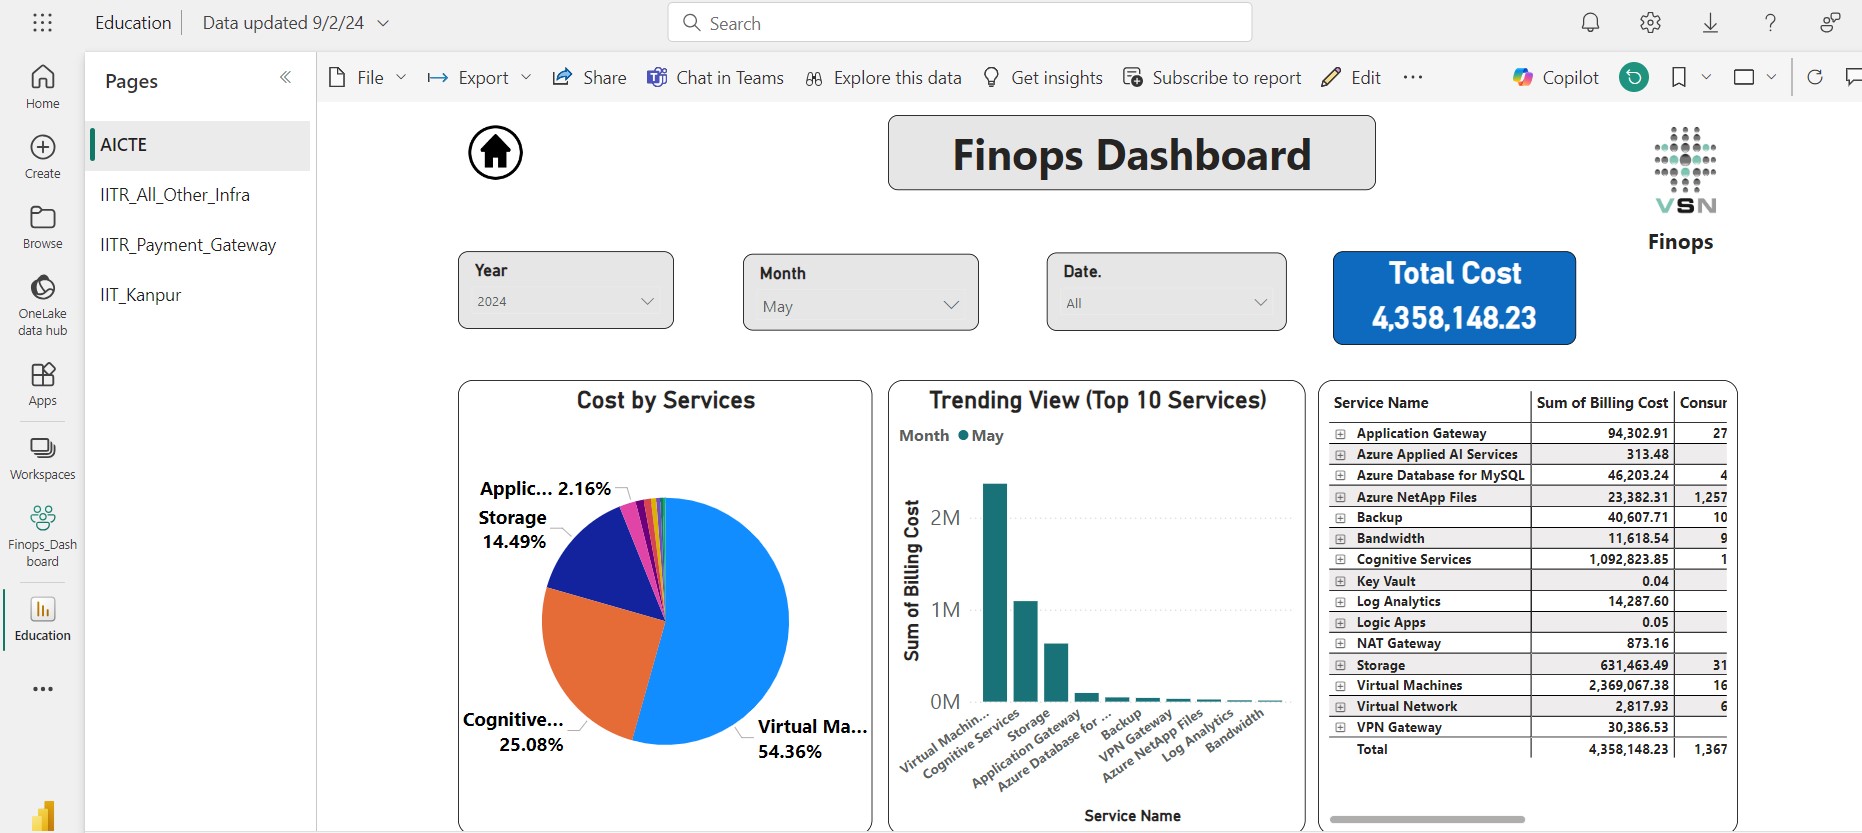 Education
Data updated 9/2/24
Search
Home
Create
Browse
OneLake
data hub
Apps
Workspaces
Finops_Dash
board
Education
Pages
AICTE
IITR_All_Other_Infra
IITR_Payment_Gateway
IIT_Kanpur
File Export Share Chat in Teams Explore this data Get insights Subscribe to report Edit ... Copilot
Finops Dashboard
VSN
Finops
Year
2024
Month
May
Date.
All
Total Cost
4,358,148.23
Cost by Services
Applic... 2.16%
Storage
14.49%
Cognitive...
25.08%
Virtual Ma...
54.36%
Trending View (Top 10 Services)
Month May
Sum of Billing Cost
2M
1M
0M
Virtual Machin...
Cognitive Services
Storage
Application Gateway
Azure Database for ...
Backup
VPN Gateway
Azure NetApp Files
Log Analytics
Bandwidth
Service Name
Service Name Sum of Billing Cost Consur
Application Gateway 94,302.91 27
Azure Applied AI Services 313.48
Azure Database for MySQL 46,203.24 4
Azure NetApp Files 23,382.31 1,257
Backup 40,607.71 10
Bandwidth 11,618.54 9
Cognitive Services 1,092,823.85 1
Key Vault 0.04
Log Analytics 14,287.60
Logic Apps 0.05
NAT Gateway 873.16
Storage 631,463.49 31
Virtual Machines 2,369,067.38 16
Virtual Network 2,817.93 6
VPN Gateway 30,386.53
Total 4,358,148.23 1,367